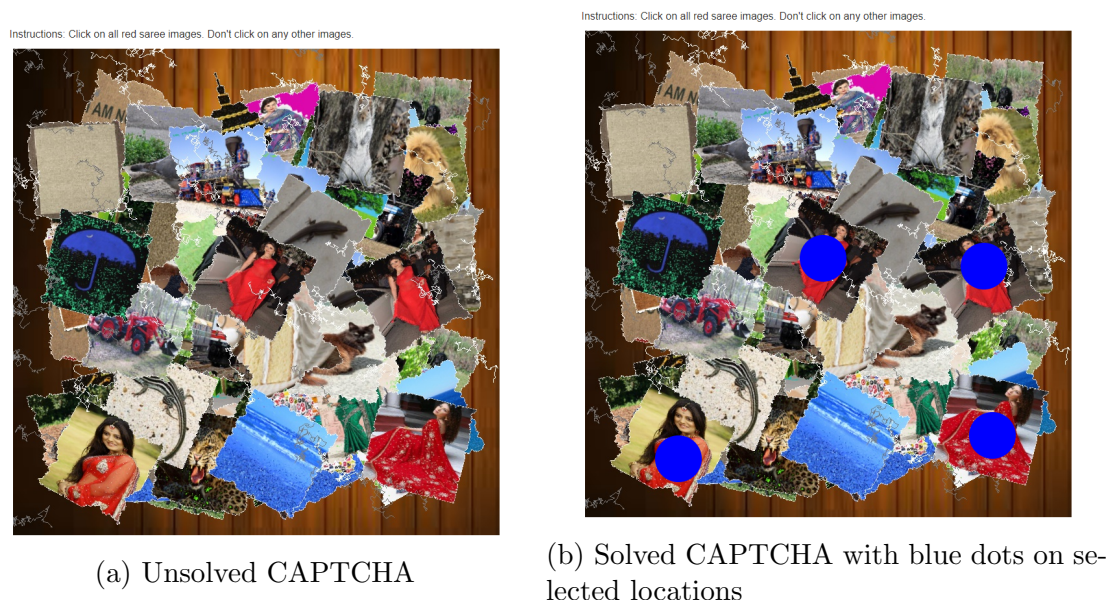 Instructions: Click on all red saree images. Don't click on any other images.
I AM N
(a) Unsolved CAPTCHA
Instructions: Click on all red saree images. Don't click on any other images.
(b) Solved CAPTCHA with blue dots on se-
lected locations